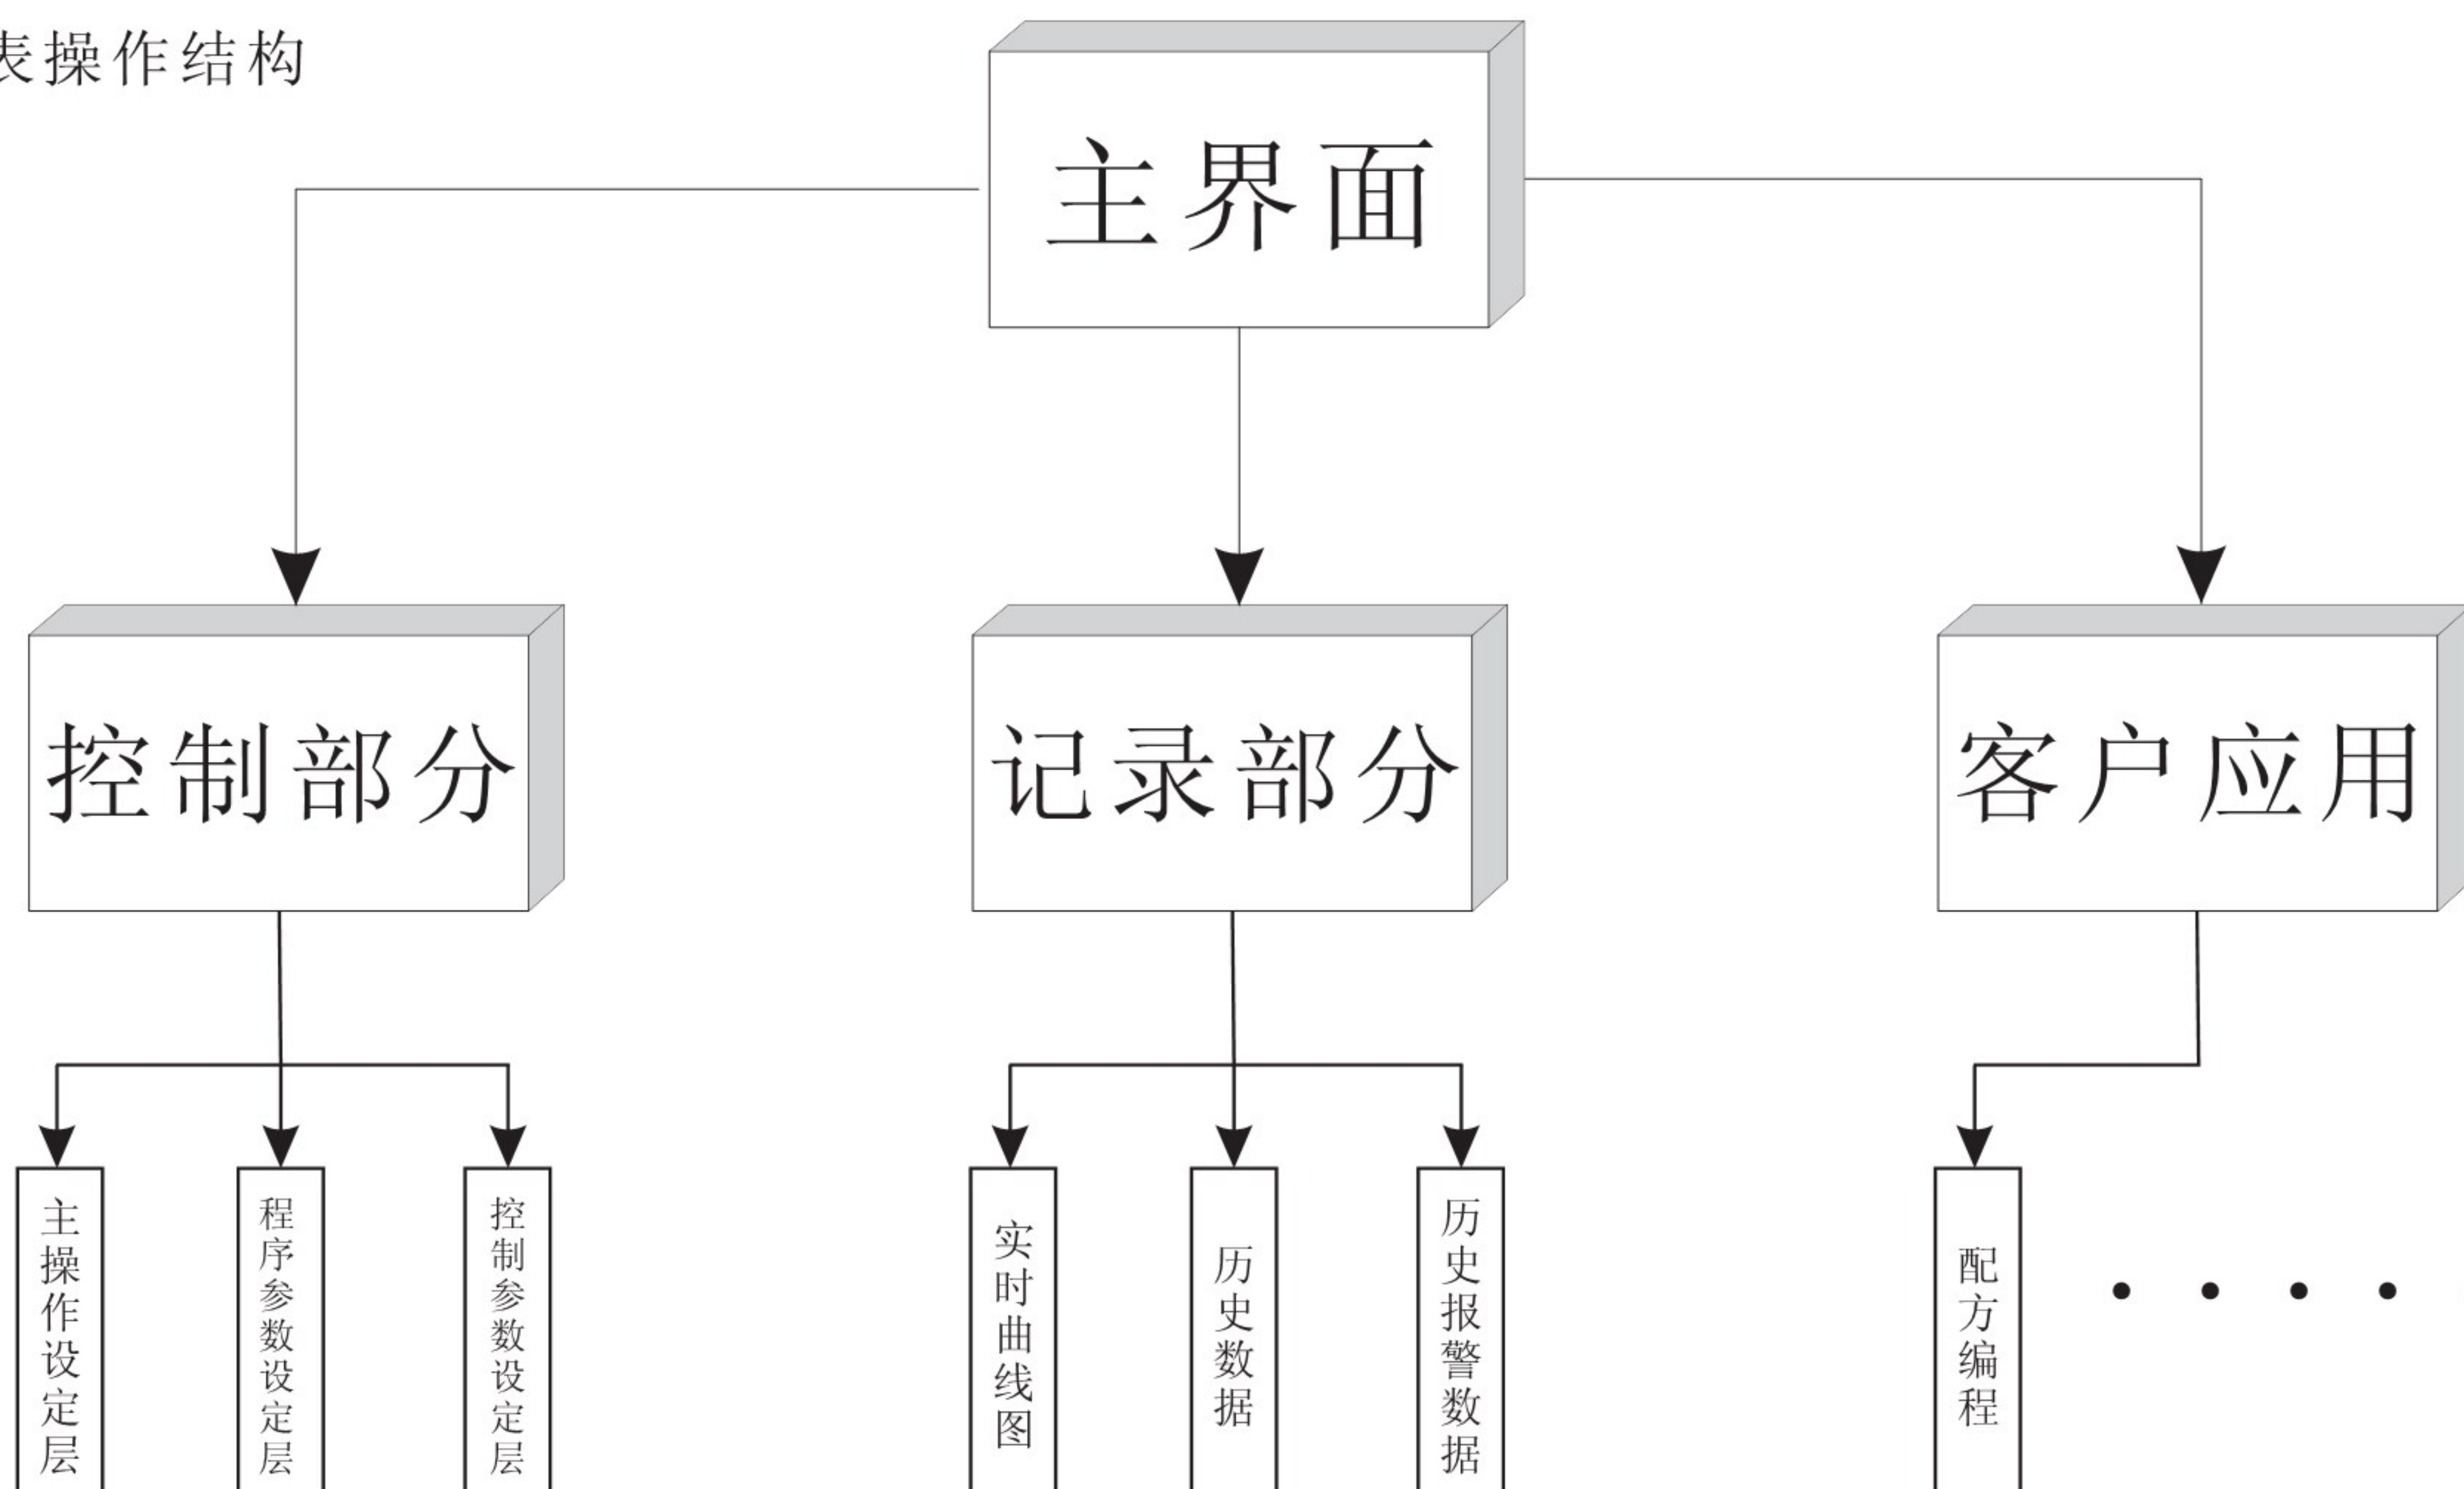 表操作结构
主界面
控制部分
记录部分
客户应用
主操作设定层
程序参数设定层
控制参数设定层
实时曲线图
历史数据
历史报警数据
配方编程